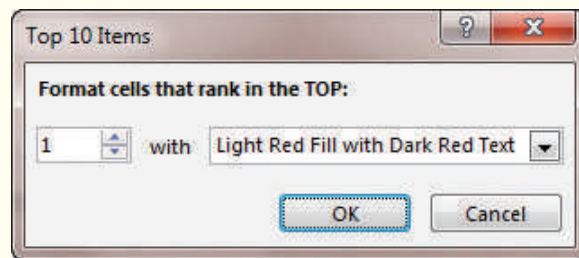 Top 10 Items
Format cells that rank in the TOP:
1 with Light Red Fill with Dark Red Text
OK Cancel